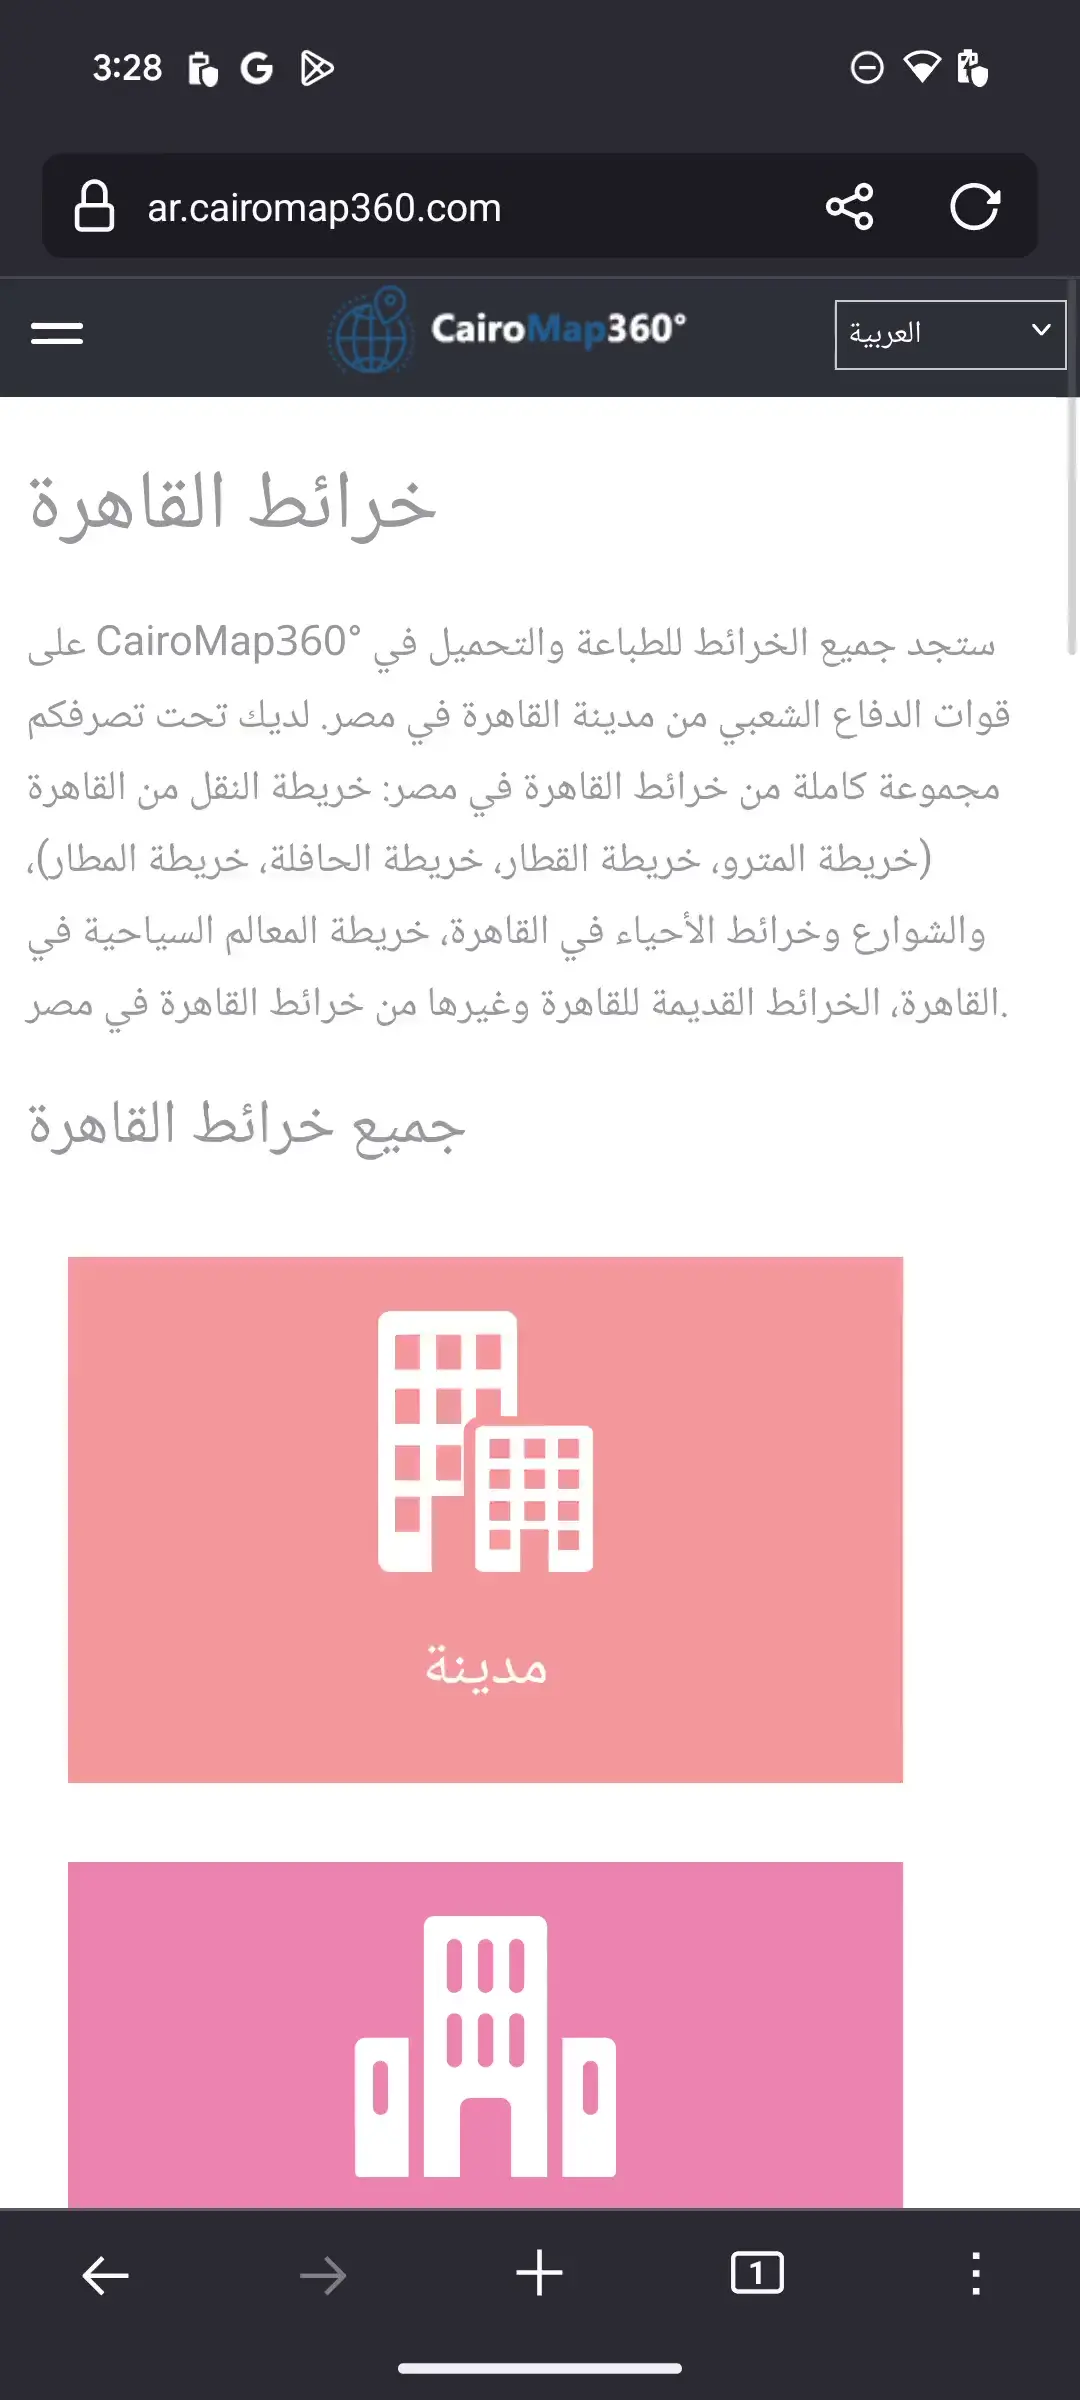 3:28
ar.cairomap360.com
CairoMap360°
العربية
خرائط القاهرة
ستجد جميع الخرائط للطباعة والتحميل في CairoMap360° على
قوات الدفاع الشعبي من مدينة القاهرة في مصر. لديك تحت تصرفكم
مجموعة كاملة من خرائط القاهرة في مصر: خريطة النقل من القاهرة
(خريطة المترو، خريطة القطار، خريطة الحافلة، خريطة المطار)،
والشوارع وخرائط الأحياء في القاهرة، خريطة المعالم السياحية في
القاهرة، الخرائط القديمة للقاهرة وغيرها من خرائط القاهرة في مصر.
جميع خرائط القاهرة
مدينة
1